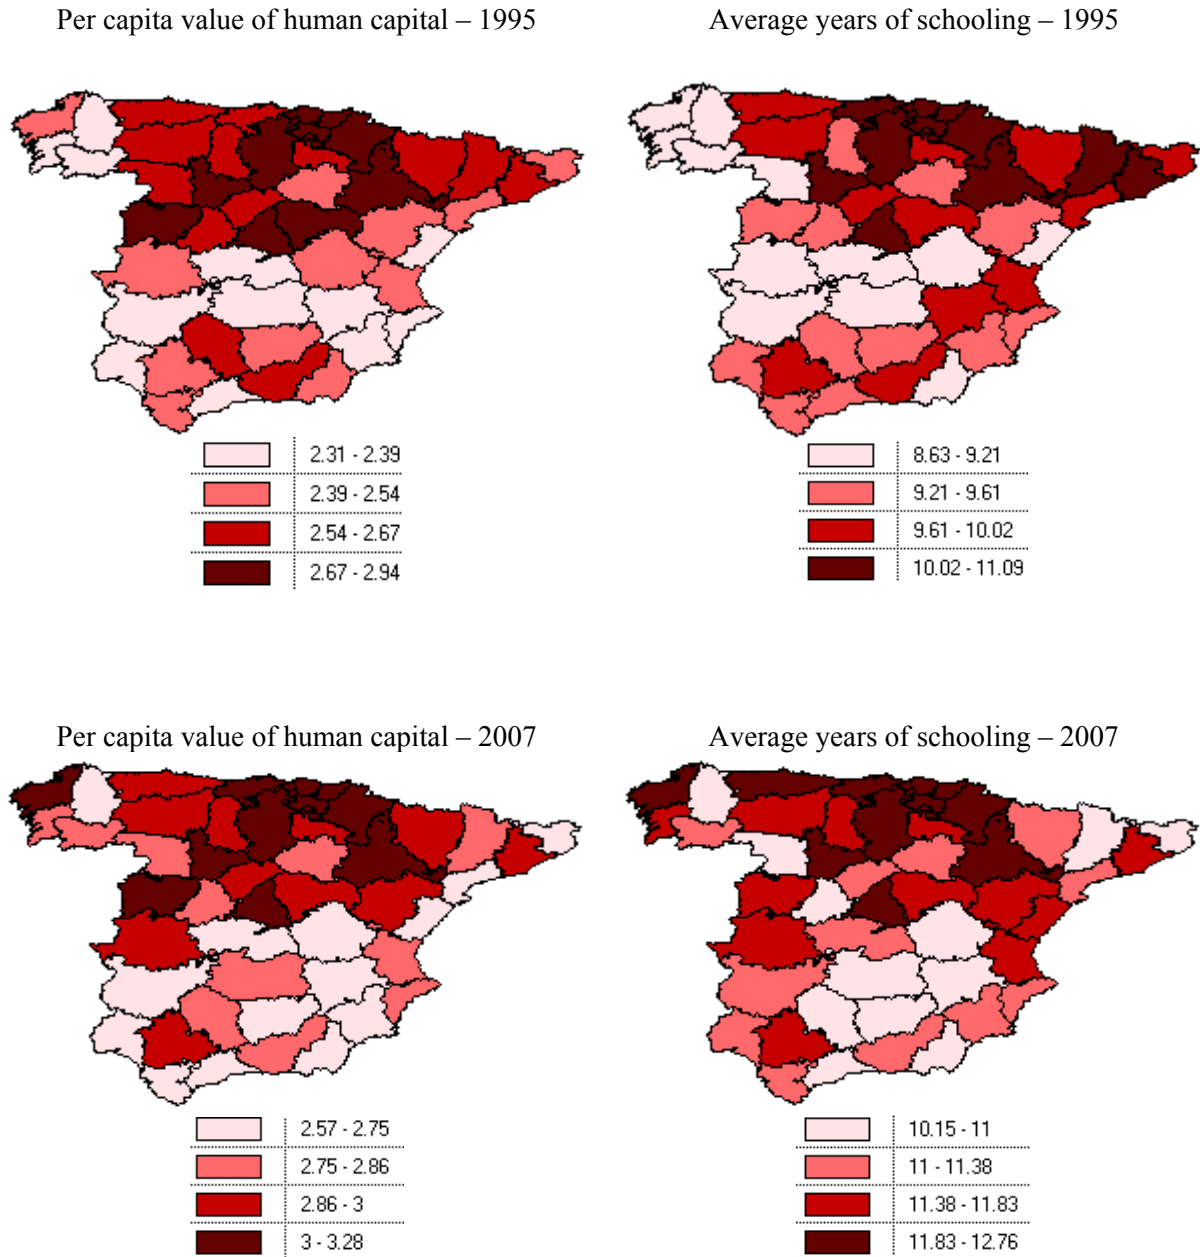 Per capita value of human capital – 1995
Average years of schooling – 1995
2.31 - 2.39
2.39 - 2.54
2.54 - 2.67
2.67 - 2.94
8.63 - 9.21
9.21 - 9.61
9.61 - 10.02
10.02 - 11.09
Per capita value of human capital – 2007
Average years of schooling – 2007
2.57 - 2.75
2.75 - 2.86
2.86 - 3
3 - 3.28
10.15 - 11
11 - 11.38
11.38 - 11.83
11.83 - 12.76